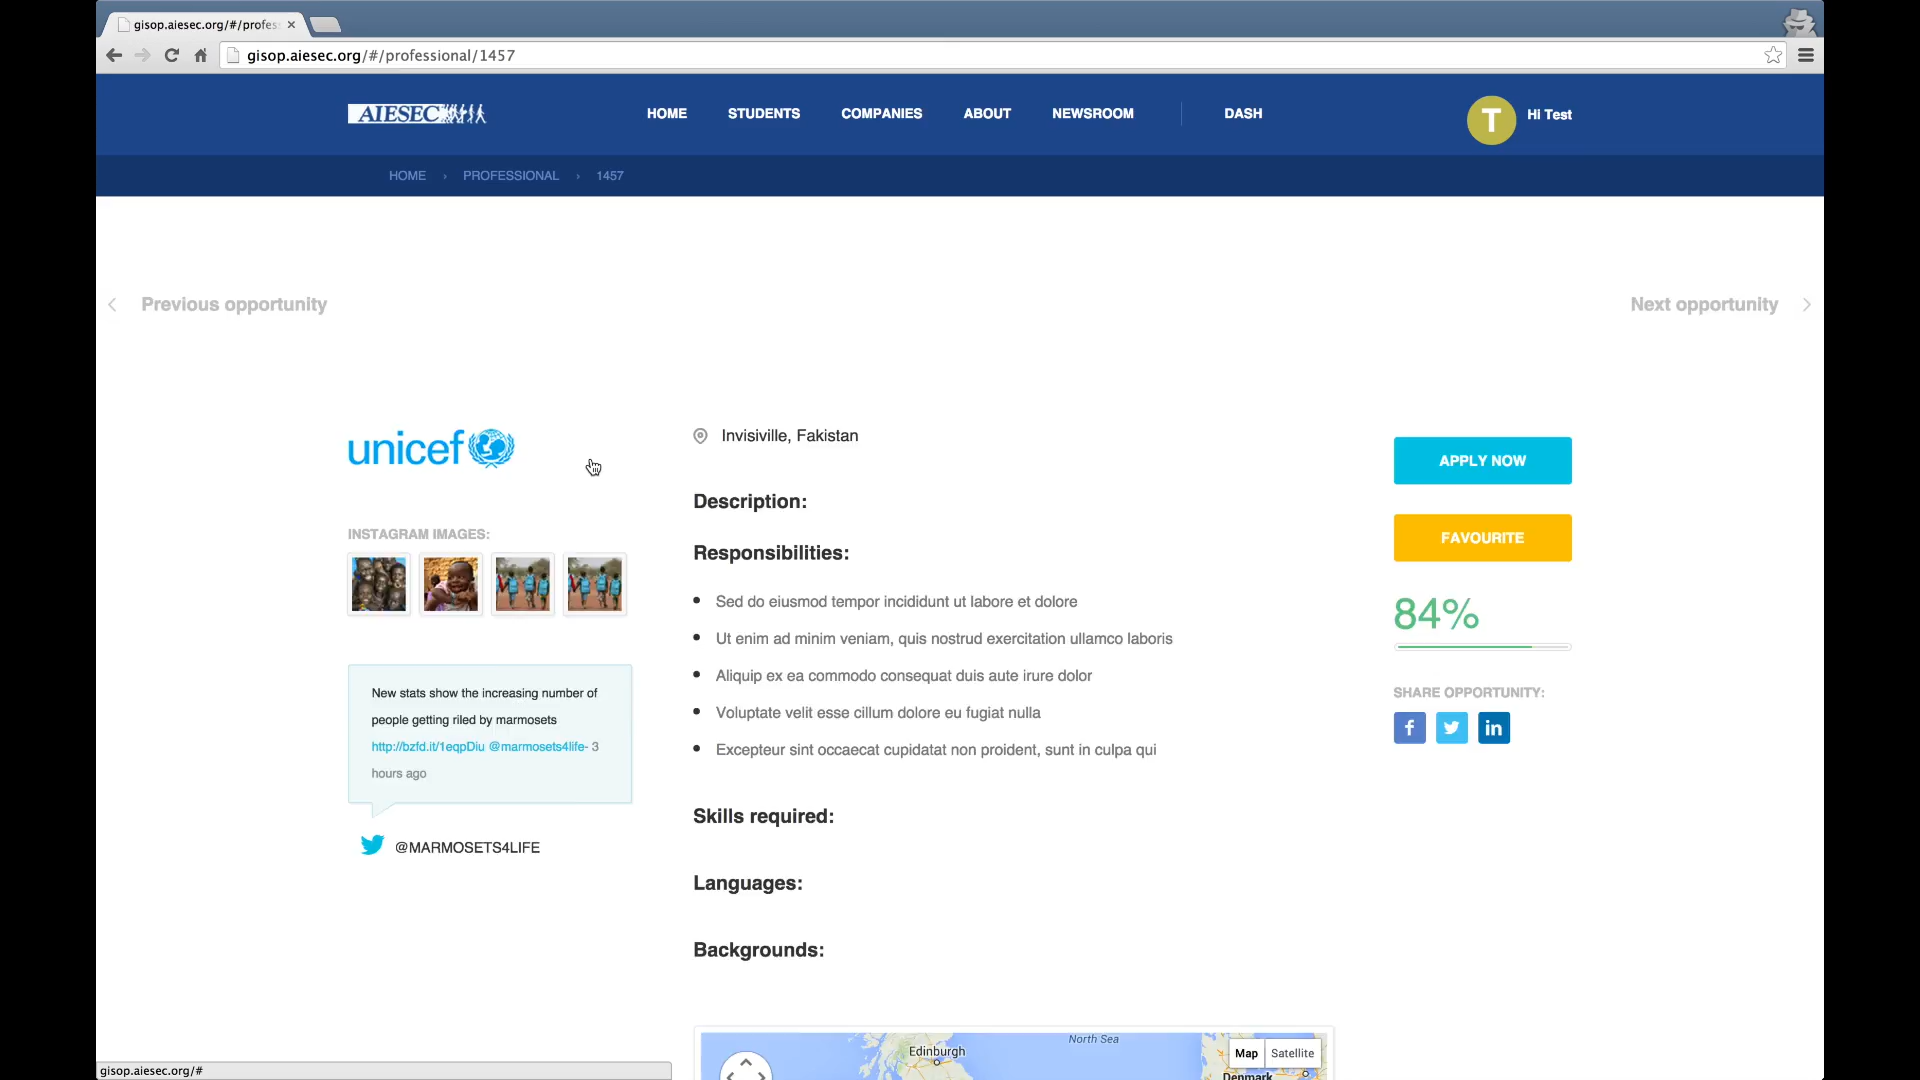 gisop.aiesec.org/#/profes
gisop.aiesec.org/#/professional/1457
AIESEC
HOME
STUDENTS
COMPANIES
ABOUT
NEWSROOM
DASH
T
Hi Test
HOME › PROFESSIONAL › 1457
Previous opportunity
Next opportunity
unicef
INSTAGRAM IMAGES:
New stats show the increasing number of
people getting riled by marmosets
http://bzfd.it/1eqpDiu @marmosets4life- 3
hours ago
@MARMOSETS4LIFE
Invisiville, Fakistan
Description:
Responsibilities:
Sed do eiusmod tempor incididunt ut labore et dolore
Ut enim ad minim veniam, quis nostrud exercitation ullamco laboris
Aliquip ex ea commodo consequat duis aute irure dolor
Voluptate velit esse cillum dolore eu fugiat nulla
Excepteur sint occaecat cupidatat non proident, sunt in culpa qui
Skills required:
Languages:
Backgrounds:
North Sea
Edinburgh
Map
Satellite
Denmark
APPLY NOW
FAVOURITE
84%
SHARE OPPORTUNITY:
gisop.aiesec.org/#